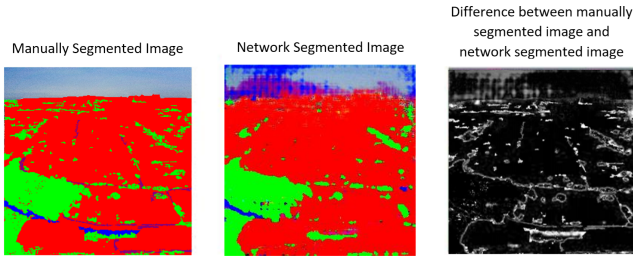 Manually Segmented Image
Network Segmented Image
Difference between manually
segmented image and
network segmented image